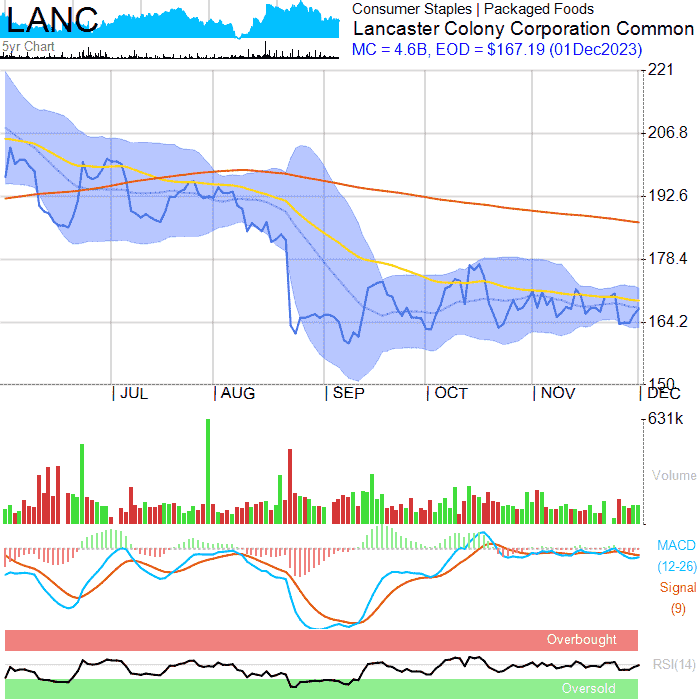 LANC
5yr Chart
Consumer Staples | Packaged Foods
Lancaster Colony Corporation Common
MC = 4.6B, EOD = $167.19 (01Dec2023)
221
206.8
192.6
178.4
164.2
150
JUL AUG SEP OCT NOV DEC
631k
Volume
MACD
(12-26)
Signal
(9)
Overbought
RSI(14)
Oversold